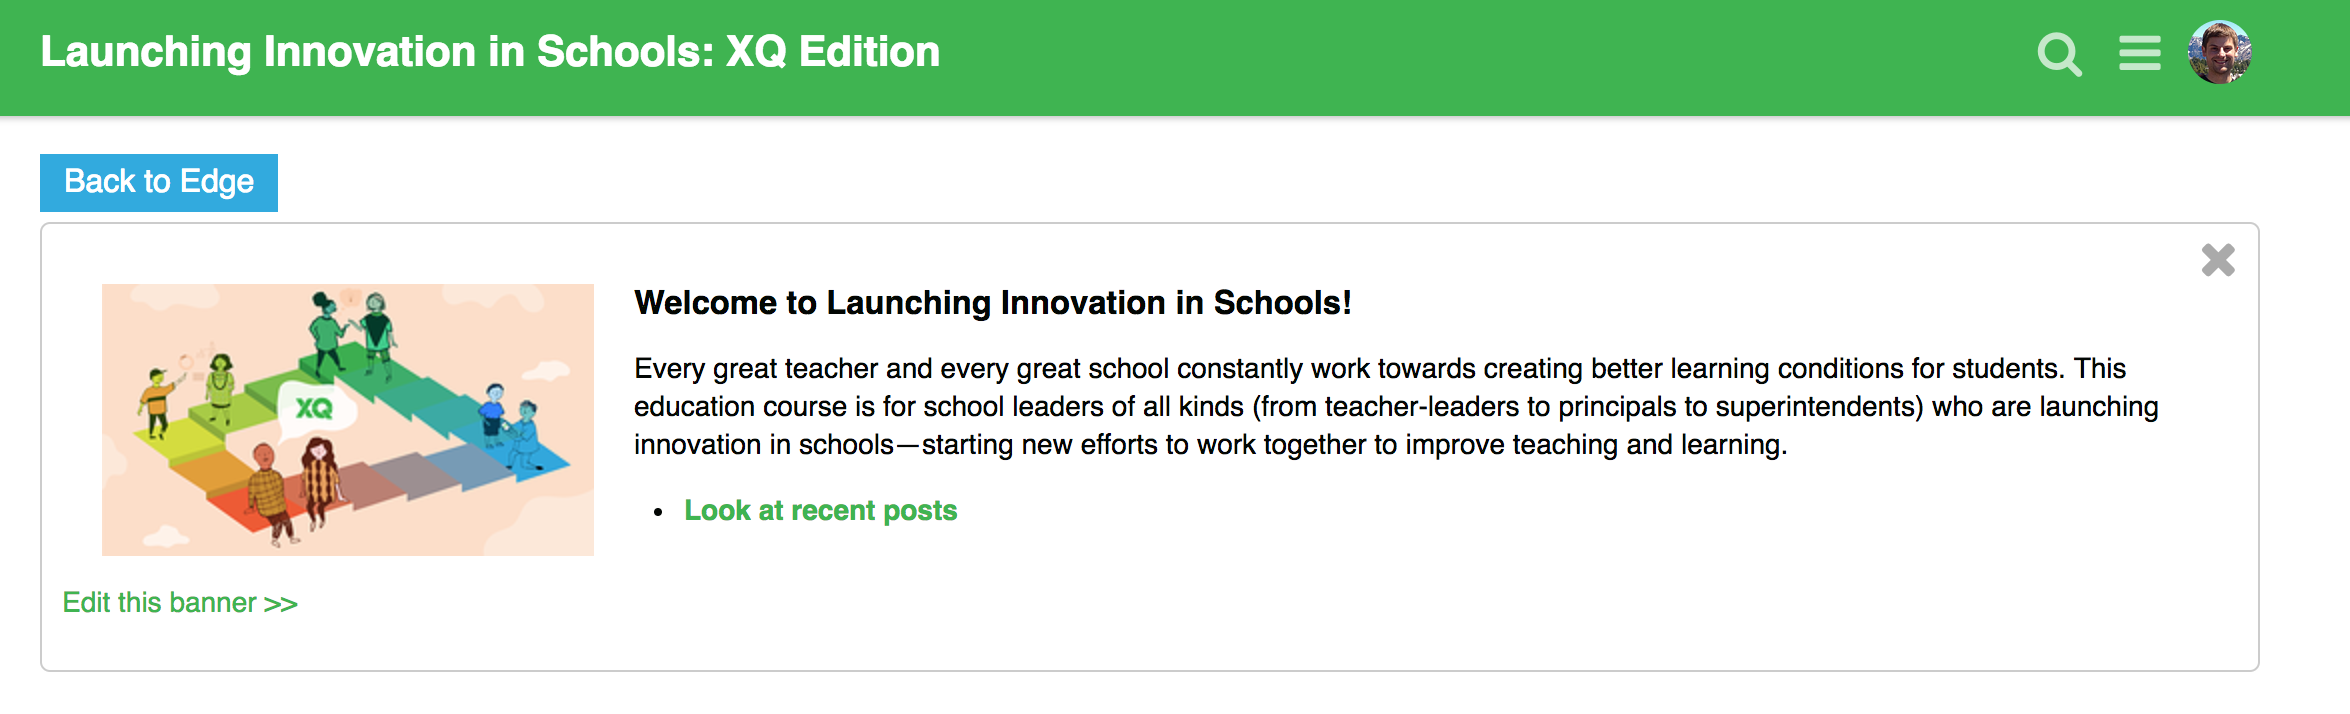 Launching Innovation in Schools: XQ Edition
Back to Edge
XQ
Welcome to Launching Innovation in Schools!
Every great teacher and every great school constantly work towards creating better learning conditions for students. This
education course is for school leaders of all kinds (from teacher-leaders to principals to superintendents) who are launching
innovation in schools—starting new efforts to work together to improve teaching and learning.
• Look at recent posts
Edit this banner >>